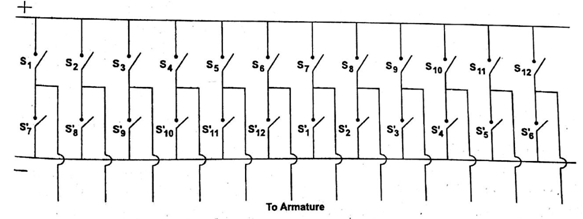 +
S1 S2 S3 S4 S5 S6 S7 S8 S9 S10 S11 S12
S'7 S'8 S'9 S'10 S'11 S'12 S'1 S'2 S'3 S'4 S'5 S'6
−
To Armature